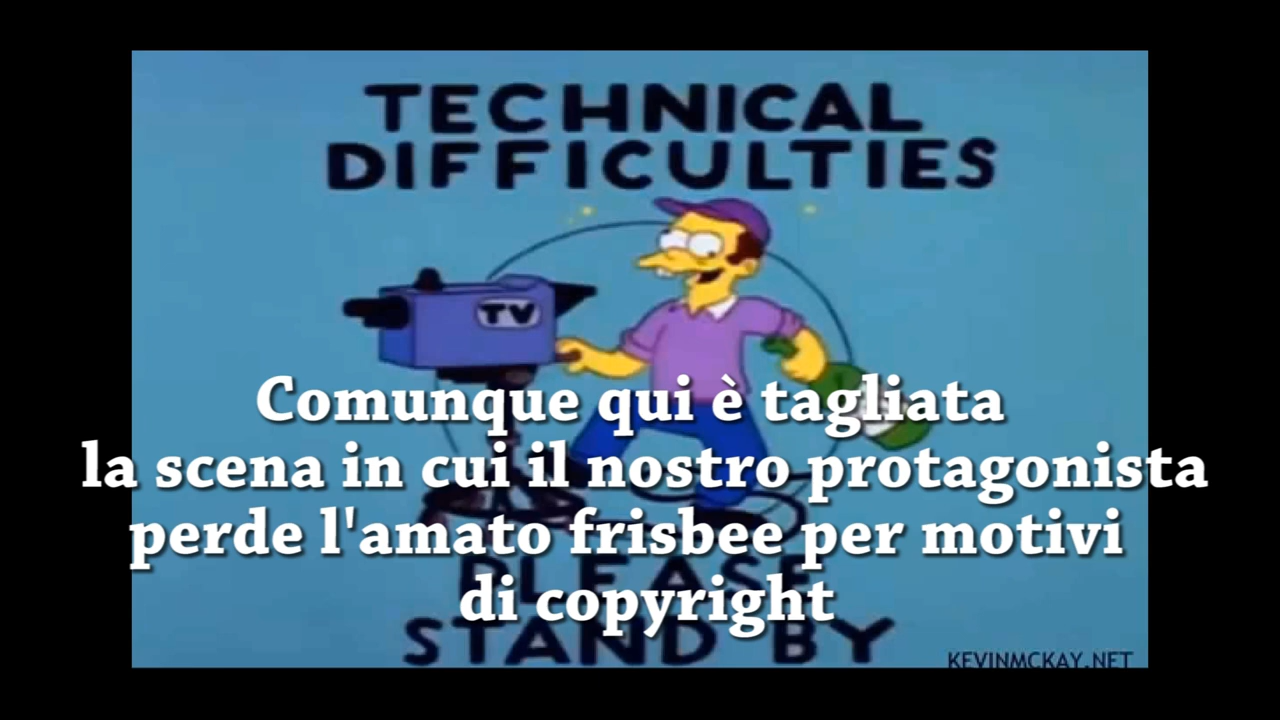 TECHNICAL
DIFFICULTIES
TV
Comunque qui è tagliata
la scena in cui il nostro protagonista
perde l'amato frisbee per motivi
di copyright
PLEASE
STAND BY
KEVINMCKAY.NET